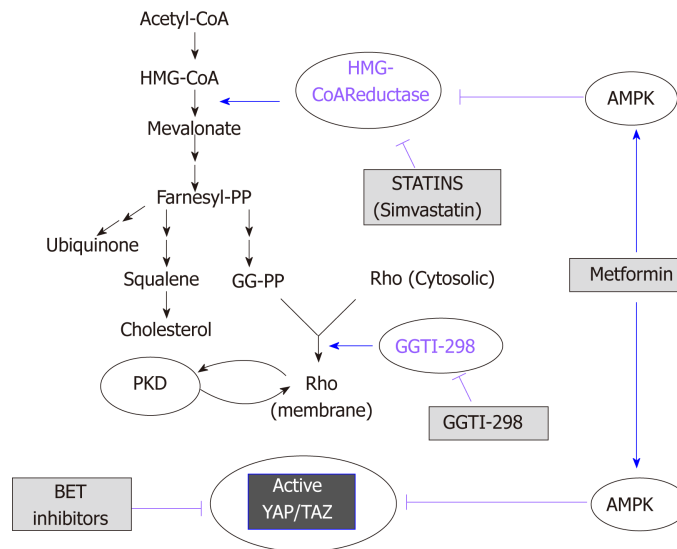 Acetyl-CoA
HMG-CoA
HMG-
CoAReductase
AMPK
Mevalonate
STATINS
(Simvastatin)
Farnesyl-PP
Ubiquinone
Squalene
GG-PP
Rho (Cytosolic)
Metformin
Cholesterol
GGTI-298
PKD
Rho
(membrane)
GGTI-298
BET
inhibitors
Active
YAP/TAZ
AMPK